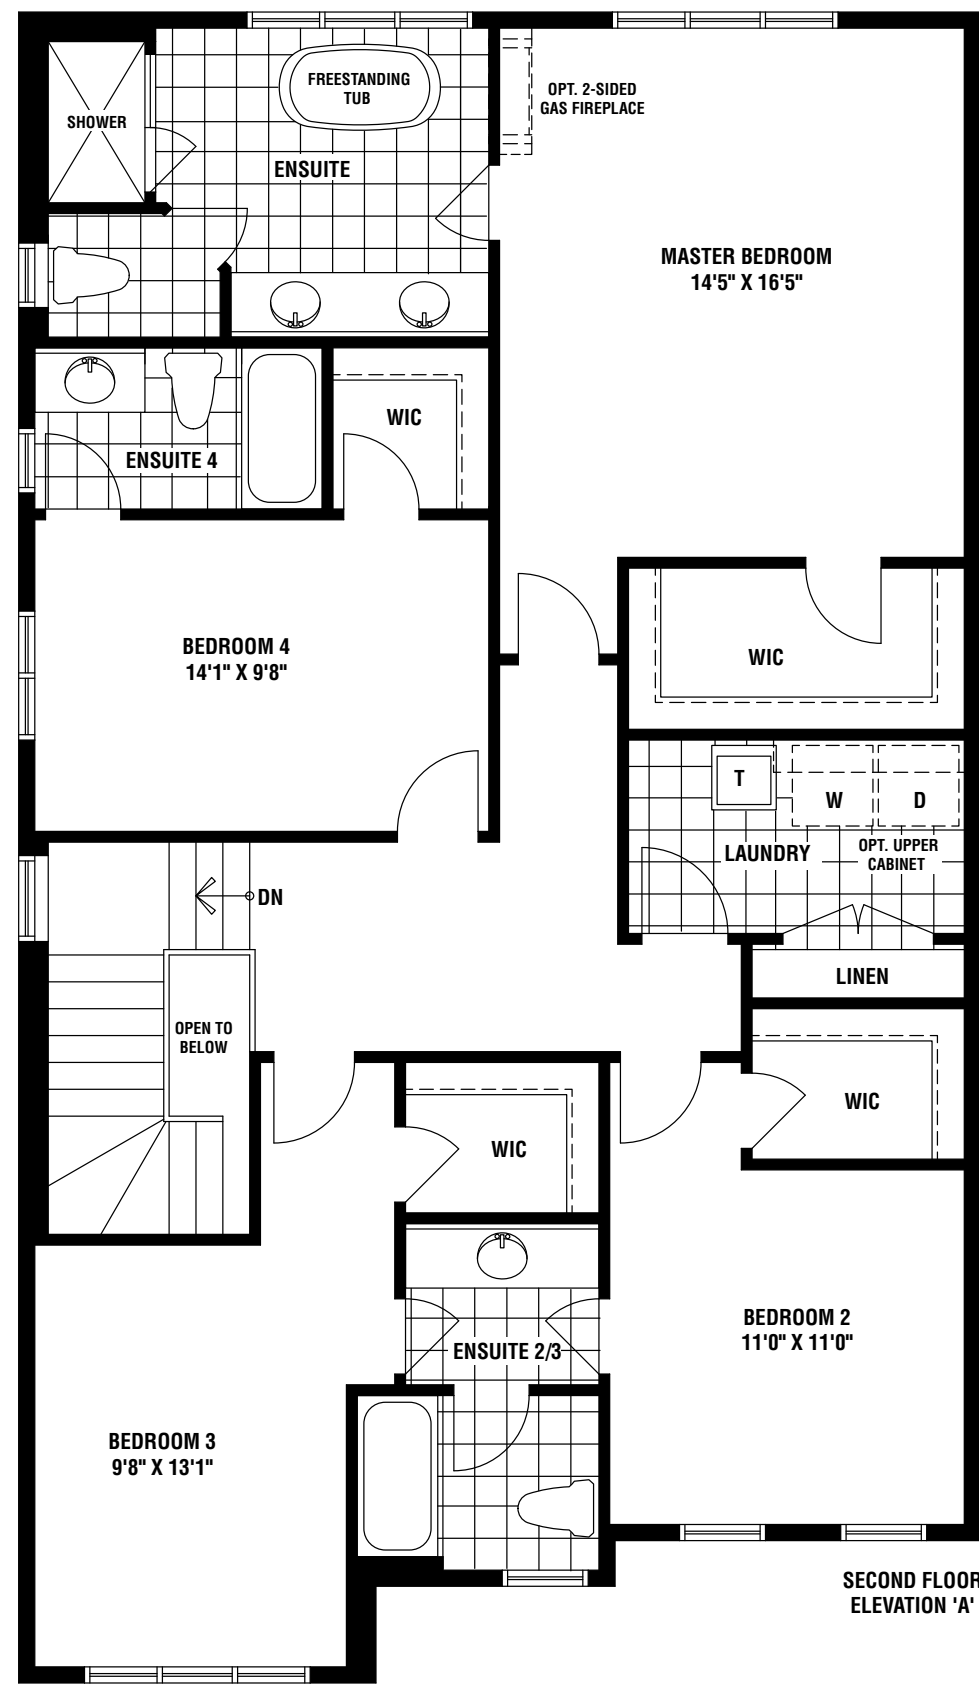 FREESTANDING
TUB
OPT. 2-SIDED
GAS FIREPLACE
SHOWER
ENSUITE
MASTER BEDROOM
14'5" X 16'5"
WIC
ENSUITE 4
BEDROOM 4
14'1" X 9'8"
WIC
T
W
D
LAUNDRY
OPT. UPPER
CABINET
DN
LINEN
OPEN TO
BELOW
WIC
WIC
BEDROOM 2
11'0" X 11'0"
ENSUITE 2/3
BEDROOM 3
9'8" X 13'1"
SECOND FLOOR
ELEVATION 'A'